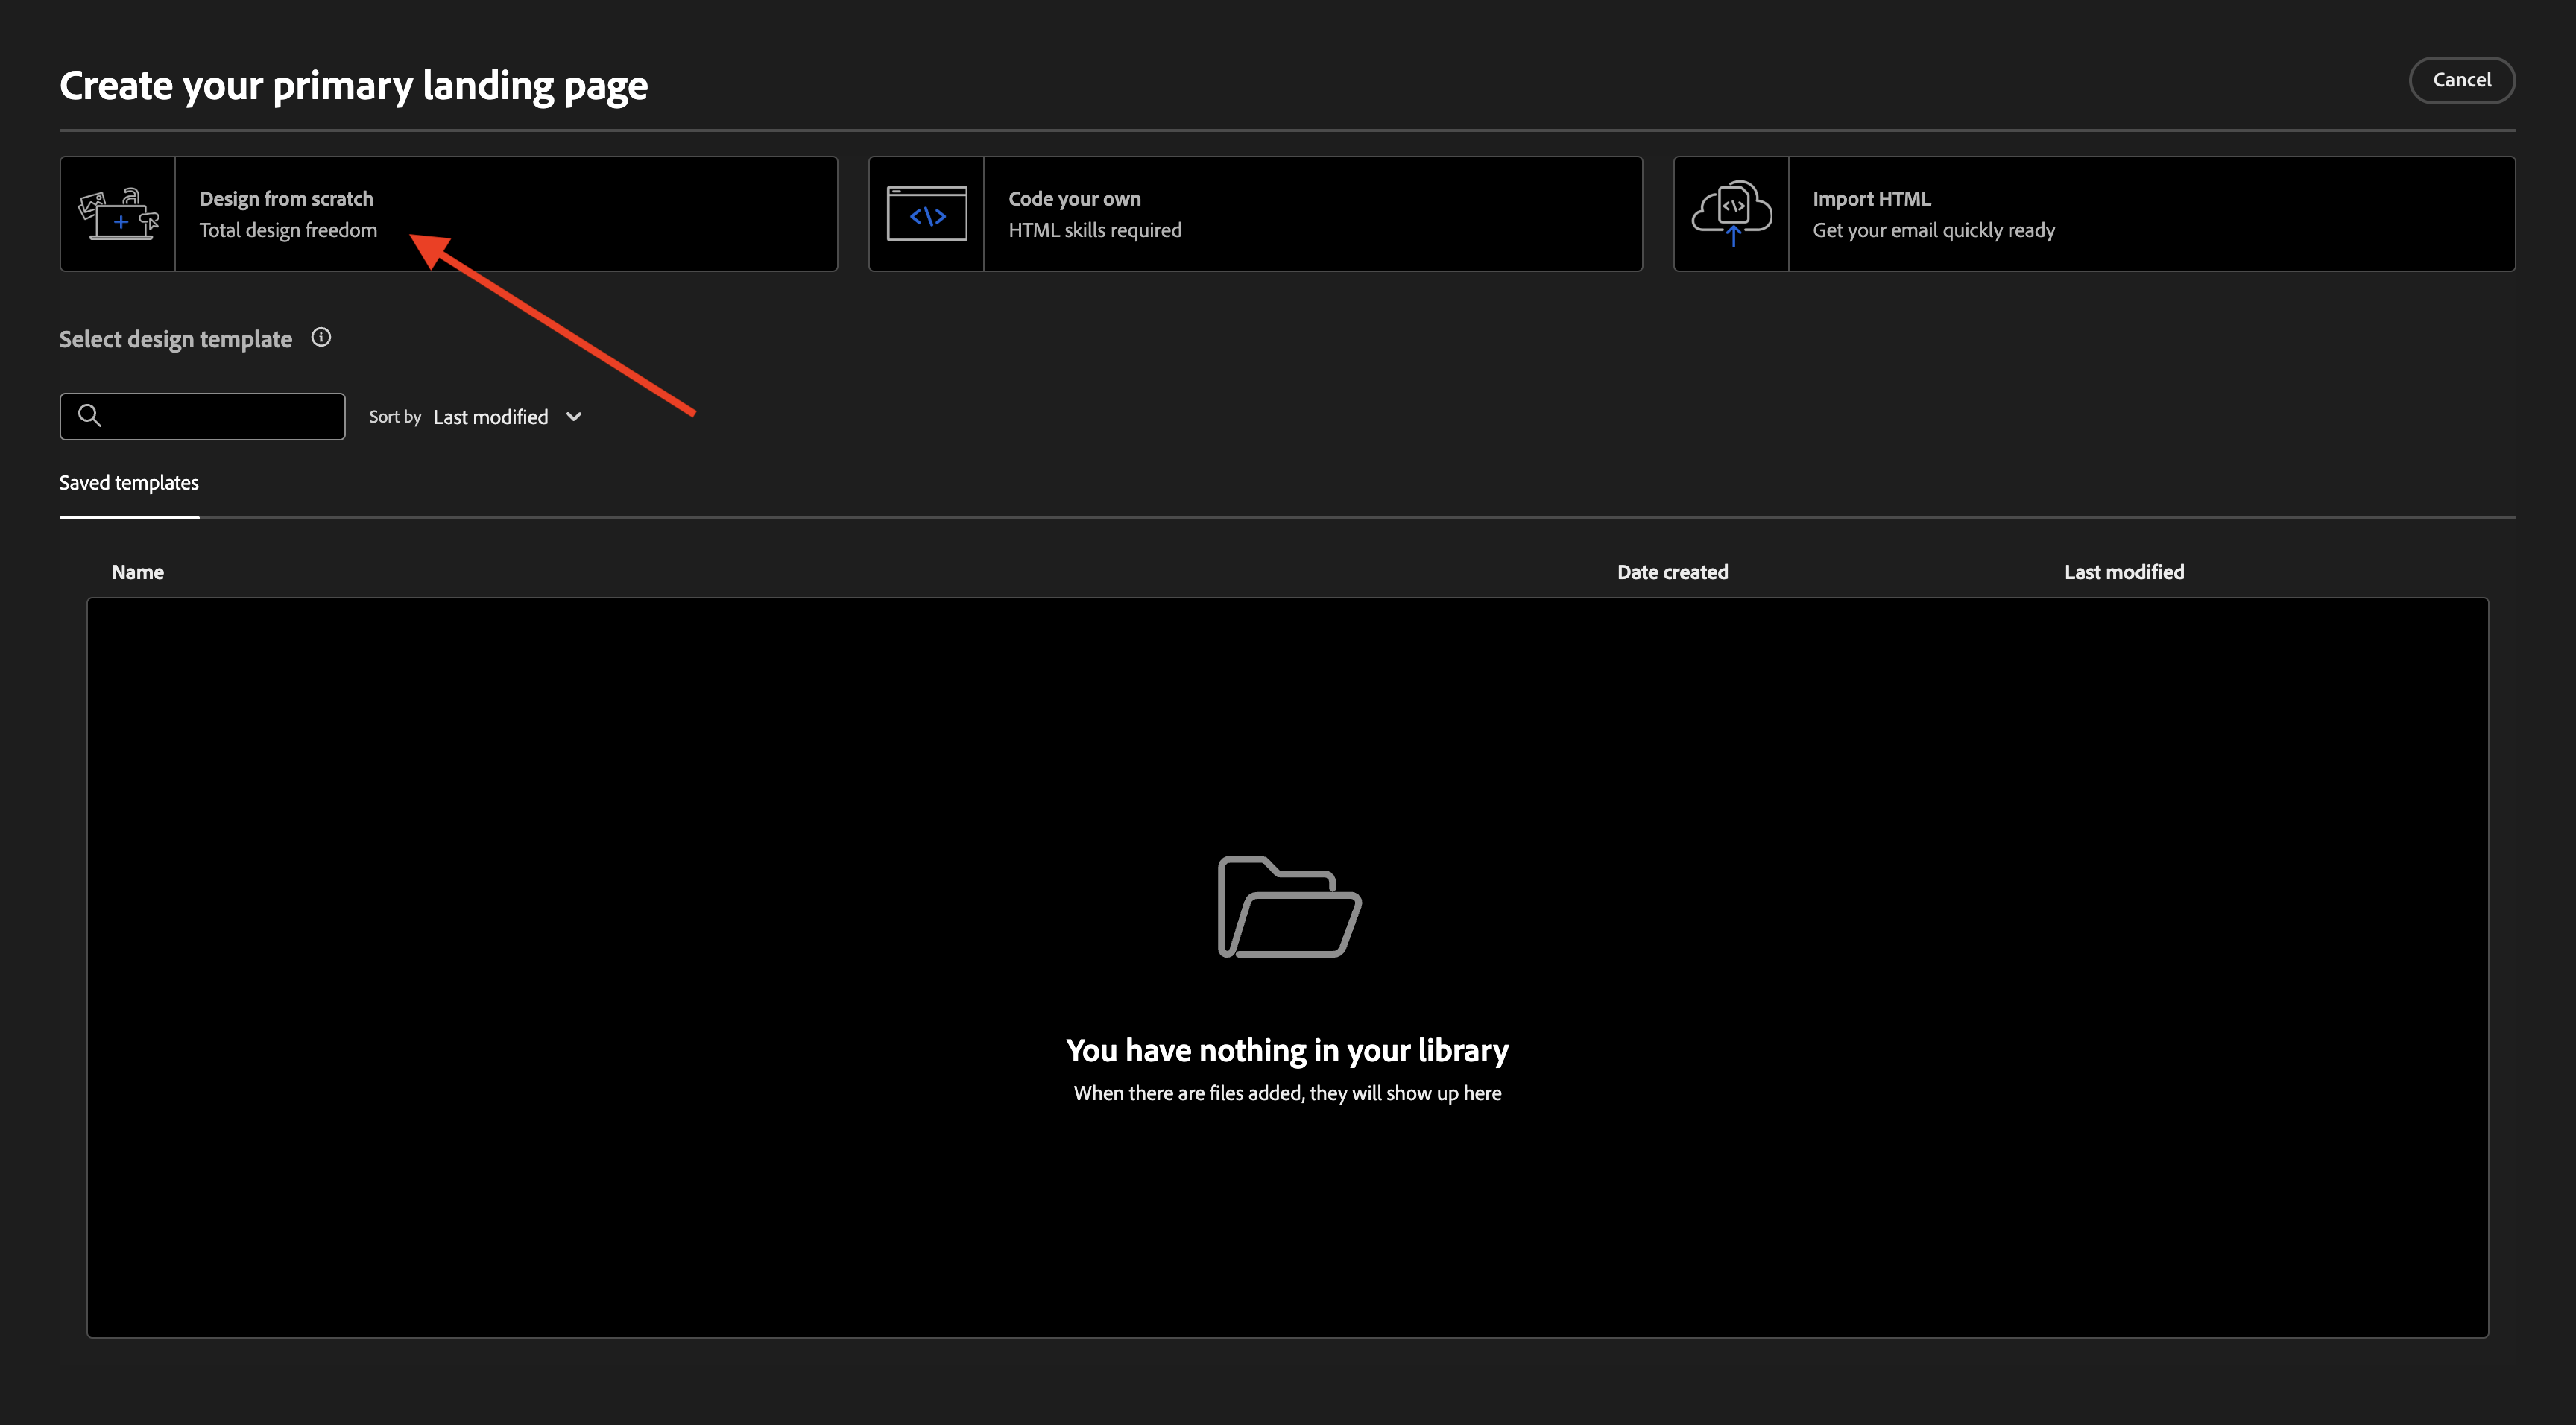 Create your primary landing page
Cancel
Design from scratch
Total design freedom
Code your own
HTML skills required
Import HTML
Get your email quickly ready
Select design template
Sort by Last modified
Saved templates
Name Date created Last modified
You have nothing in your library
When there are files added, they will show up here